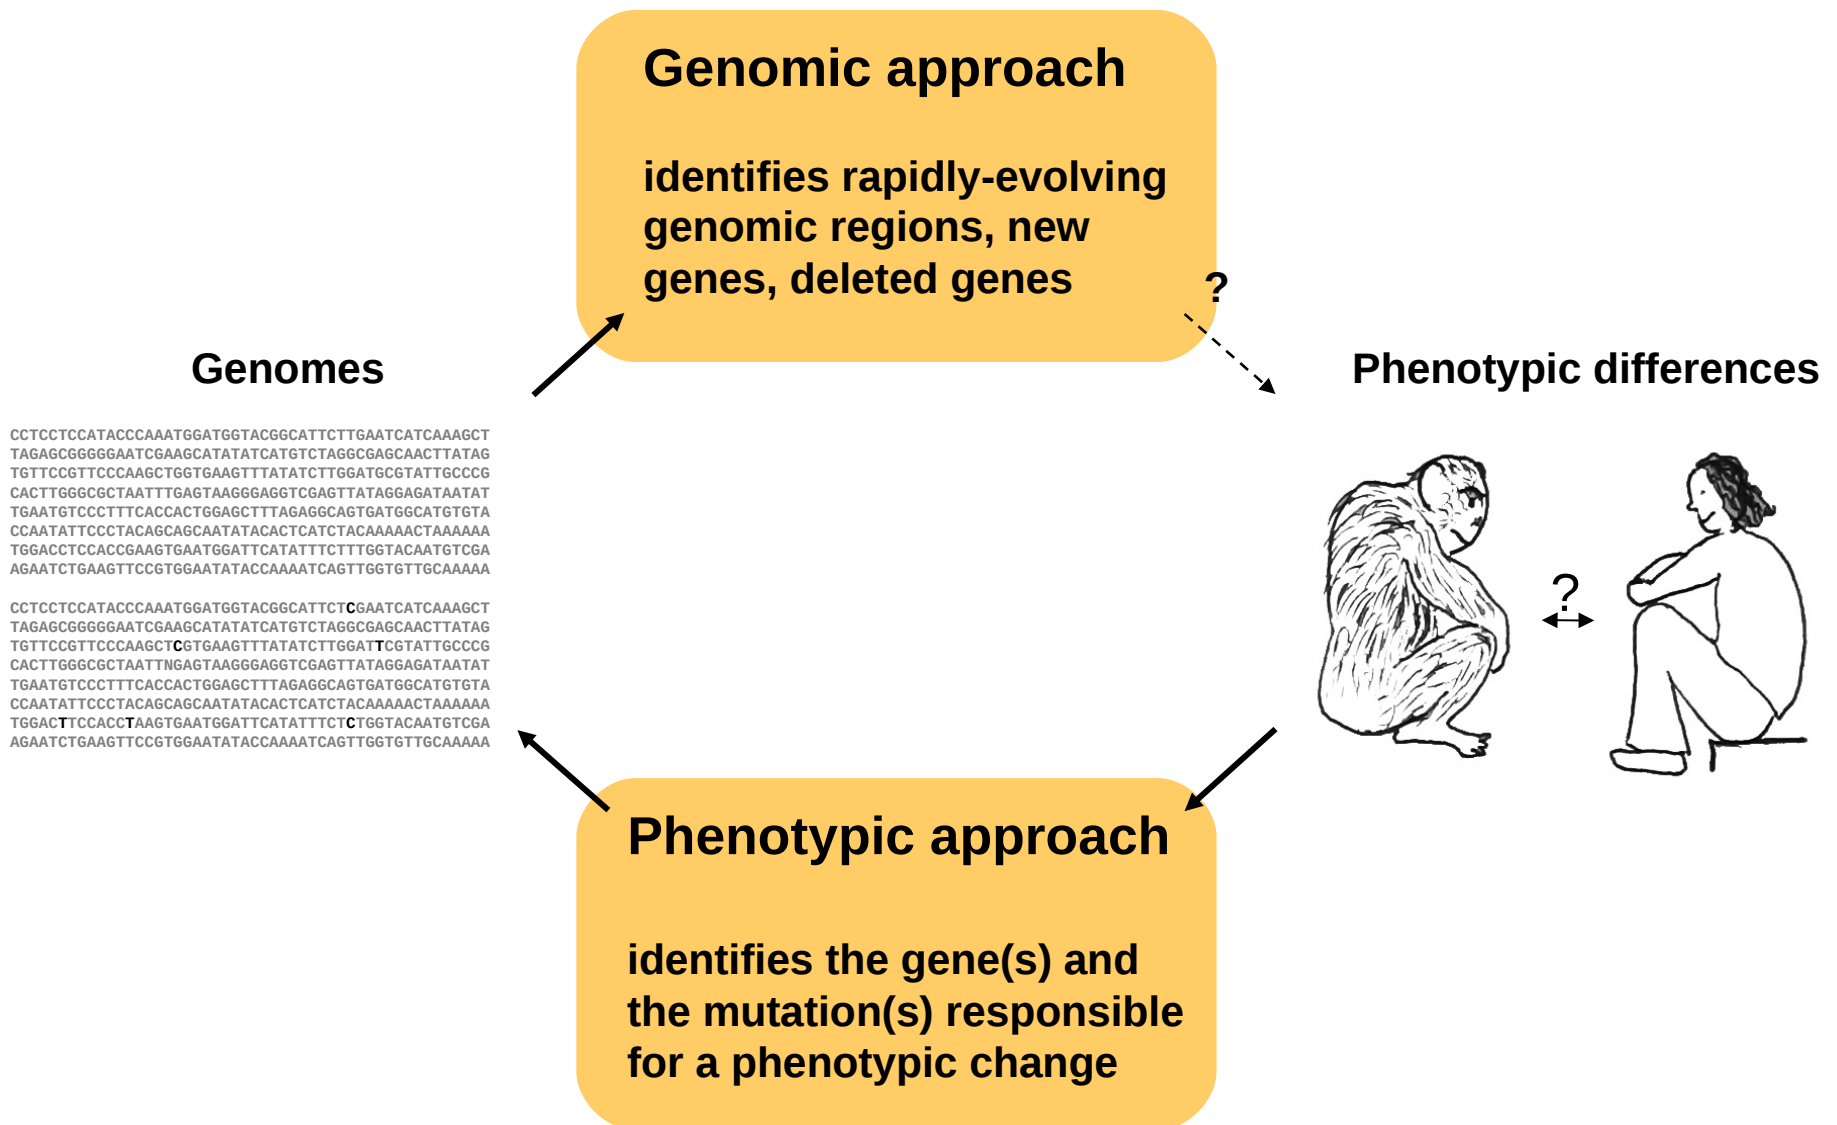 Genomic approach
identifies rapidly-evolving
genomic regions, new
genes, deleted genes
?
Genomes
Phenotypic differences
CCTCCTCCATACCCAAATGGATGGTACGGCATTCTTGAATCATCAAAGCT
TAGAGCGGGGGAATCGAAGCATATATCATGTCTAGGCGAGCAACTTATAG
TGTTCCGTTCCCAAGCTGGTGAAGTTTATATCTTGGATGCGTATTGCCCG
CACTTGGGCGCTAATTTGAGTAAGGGAGGTCGAGTTATAGGAGATAATAT
TGAATGTCCCTTTCACCACTGGAGCTTTAGAGGCAGTGATGGCATGTGTA
CCAATATTCCCTACAGCAGCAATATACACTCATCTACAAAAACTAAAAAA
TGGACCTCCACCGAAGTGAATGGATTCATATTTCTTTGGTACAATGTCGA
AGAATCTGAAGTTCCGTGGAATATACCAAAATCAGTTGGTGTTGCAAAAA
CCTCCTCCATACCCAAATGGATGGTACGGCATTCTCGAATCATCAAAGCT
TAGAGCGGGGGAATCGAAGCATATATCATGTCTAGGCGAGCAACTTATAG
TGTTCCGTTCCCAAGCTCGTGAAGTTTATATCTTGGATTCGTATTGCCCG
CACTTGGGCGCTAATTNGAGTAAGGGAGGTCGAGTTATAGGAGATAATAT
TGAATGTCCCTTTCACCACTGGAGCTTTAGAGGCAGTGATGGCATGTGTA
CCAATATTCCCTACAGCAGCAATATACACTCATCTACAAAAACTAAAAAA
TGGACTTCCACCTAAGTGAATGGATTCATATTTCTCTGGTACAATGTCGA
AGAATCTGAAGTTCCGTGGAATATACCAAAATCAGTTGGTGTTGCAAAAA
?
Phenotypic approach
identifies the gene(s) and
the mutation(s) responsible
for a phenotypic change